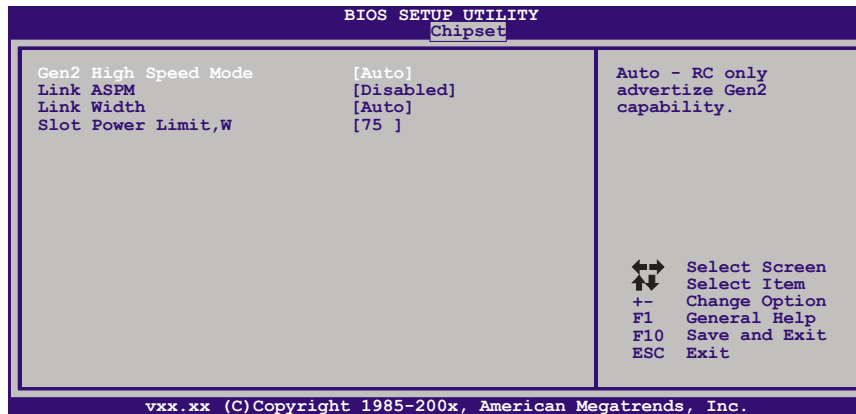 BIOS SETUP UTILITY
Chipset
Gen2 High Speed Mode [Auto]
Link ASPM [Disabled]
Link Width [Auto]
Slot Power Limit,W [75 ]
Auto - RC only
advertize Gen2
capability.
Select Screen
Select Item
+- Change Option
F1 General Help
F10 Save and Exit
ESC Exit
vxx.xx (C)Copyright 1985-200x, American Megatrends, Inc.